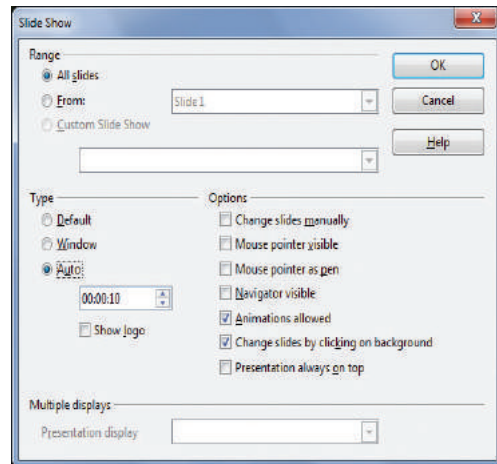 Slide Show
Range
All slides
OK
From:
Slide 1
Cancel
Custom Slide Show
Help
Type
Options
Default
Change slides manually
Window
Mouse pointer visible
Auto
Mouse pointer as pen
00:00:10
Navigator visible
Show logo
Animations allowed
Change slides by clicking on background
Presentation always on top
Multiple displays
Presentation display